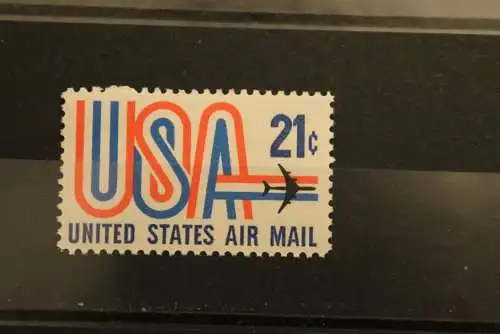 USA 21¢
UNITED STATES AIR MAIL